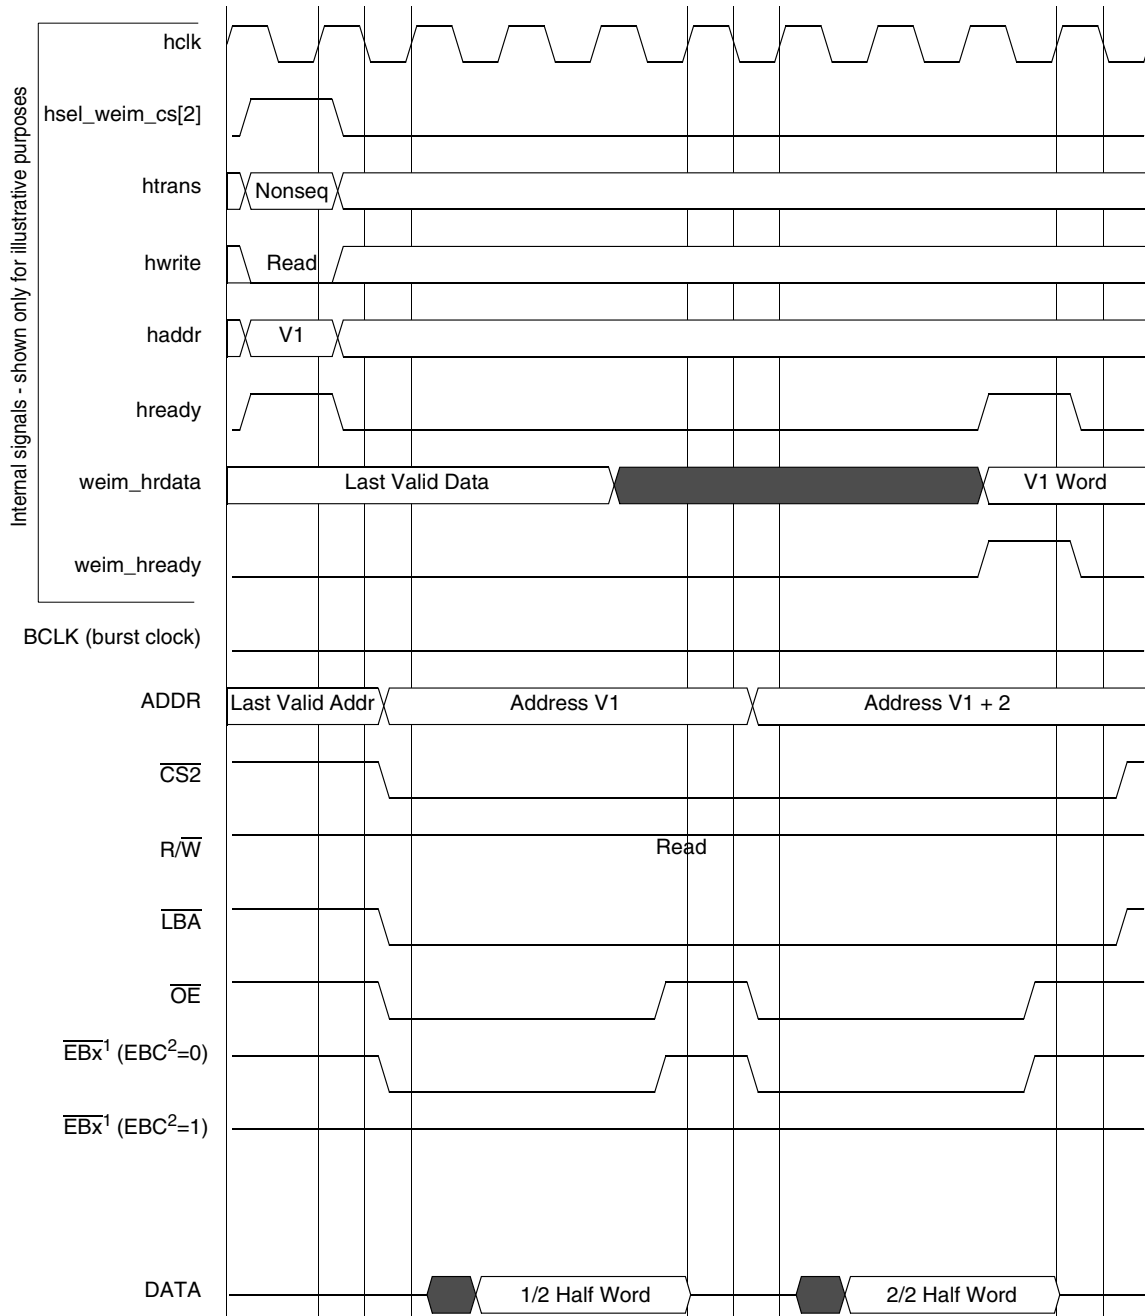 Internal signals - shown only for illustrative purposes
hclk
hsel_weim_cs[2]
htrans Nonseq
hwrite Read
haddr V1
hready
weim_hrdata Last Valid Data V1 Word
weim_hready
BCLK (burst clock)
ADDR Last Valid Addr Address V1 Address V1 + 2
CS2
R/W Read
LBA
OE
EBx¹ (EBC²=0)
EBx¹ (EBC²=1)
DATA 1/2 Half Word 2/2 Half Word